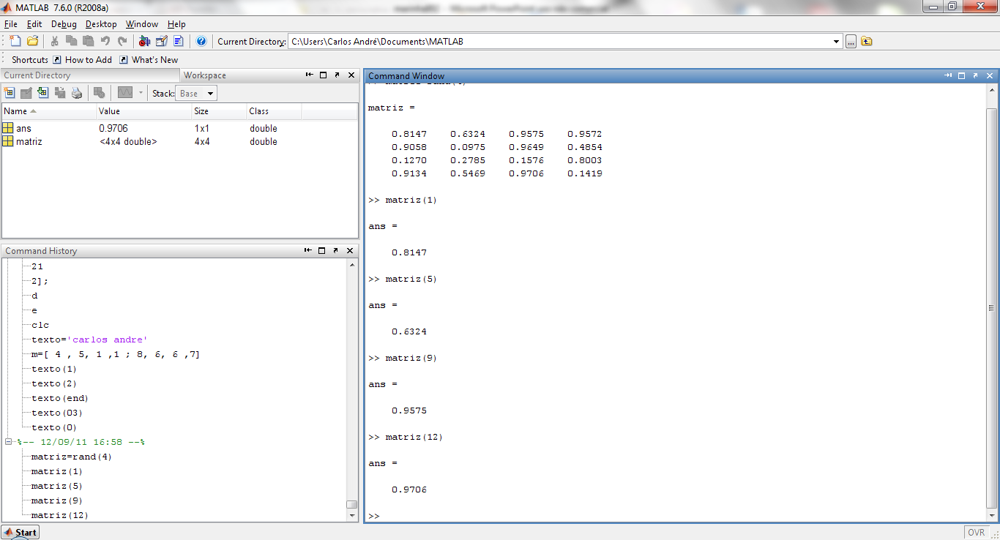 MATLAB 7.6.0 (R2008a)
File Edit Debug Desktop Window Help
Current Directory: C:\Users\Carlos André\Documents\MATLAB
Shortcuts How to Add What's New
Current Directory Workspace
Stack: Base
Name Value Size Class
ans 0.9706 1x1 double
matriz <4x4 double> 4x4 double
Command History
21
2];
d
e
clc
texto='carlos andre'
m=[ 4 , 5, 1 ,1 ; 8, 6, 6 ,7]
texto(1)
texto(2)
texto(end)
texto(03)
texto(0)
%-- 12/09/11 16:58 --%
matriz=rand(4)
matriz(1)
matriz(5)
matriz(9)
matriz(12)
Command Window
>> matriz=rand(4)
matriz =
0.8147 0.6324 0.9575 0.9572
0.9058 0.0975 0.9649 0.4854
0.1270 0.2785 0.1576 0.8003
0.9134 0.5469 0.9706 0.1419
>> matriz(1)
ans =
0.8147
>> matriz(5)
ans =
0.6324
>> matriz(9)
ans =
0.9575
>> matriz(12)
ans =
0.9706
>>
Start
OVR